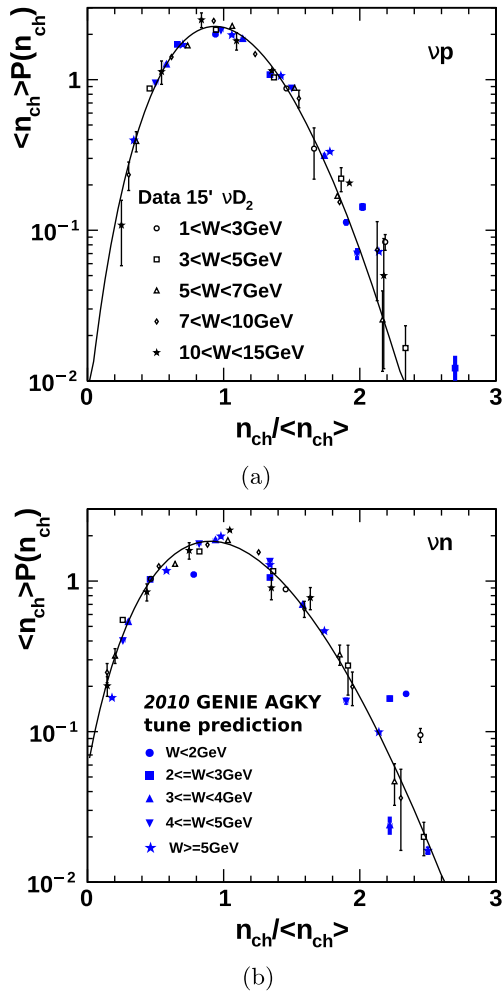 <n_ch>P(n_ch)
νp
1
Data 15' νD₂
1<W<3GeV
10⁻¹
3<W<5GeV
5<W<7GeV
7<W<10GeV
10<W<15GeV
10⁻²
0 1 2 3
n_ch/<n_ch>
(a)
<n_ch>P(n_ch)
νn
1
2010 GENIE AGKY
tune prediction
10⁻¹
W<2GeV
2<=W<3GeV
3<=W<4GeV
4<=W<5GeV
W>=5GeV
10⁻²
0 1 2 3
n_ch/<n_ch>
(b)